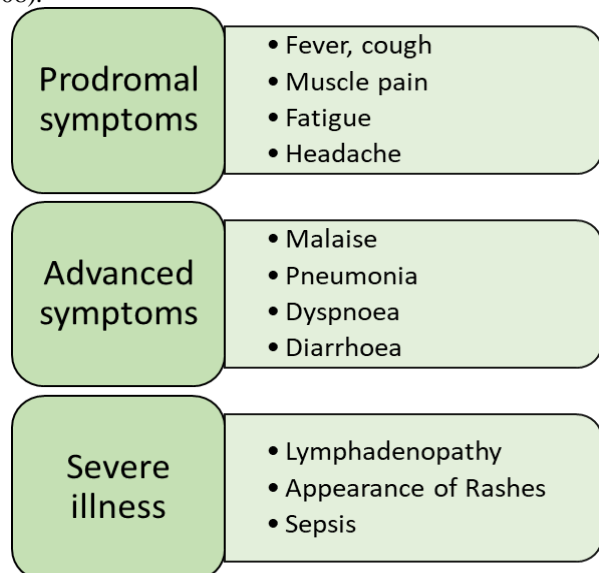 Prodromal
symptoms
• Fever, cough
• Muscle pain
• Fatigue
• Headache
Advanced
symptoms
• Malaise
• Pneumonia
• Dyspnoea
• Diarrhoea
Severe
illness
• Lymphadenopathy
• Appearance of Rashes
• Sepsis